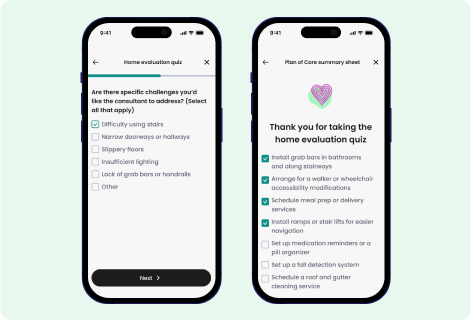 9:41
Home evaluation quiz
Are there specific challenges you'd
like the consultant to address? (Select
all that apply)
Difficulty using stairs
Narrow doorways or hallways
Slippery floors
Insufficient lighting
Lack of grab bars or handrails
Other
Next
9:41
Plan of Care summary sheet
Thank you for taking the
home evaluation quiz
Install grab bars in bathrooms
and along stairways
Arrange for a walker or wheelchair
accessibility modifications
Schedule meal prep or delivery
services
Install ramps or stair lifts for easier
navigation
Set up medication reminders or a
pill organizer
Set up a fall detection system
Schedule a roof and gutter
cleaning service